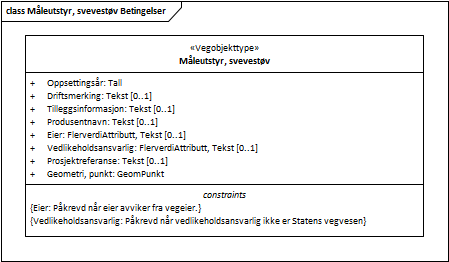 class Måleutstyr, svevestøv Betingelser
«Vegobjekttype»
Måleutstyr, svevestøv
+ Oppsettingsår: Tall
+ Driftsmerking: Tekst [0..1]
+ Tilleggsinformasjon: Tekst [0..1]
+ Produsentnavn: Tekst [0..1]
+ Eier: FlerverdiAttributt, Tekst [0..1]
+ Vedlikeholdsansvarlig: FlerverdiAttributt, Tekst [0..1]
+ Prosjektreferanse: Tekst [0..1]
+ Geometri, punkt: GeomPunkt
constraints
{Eier: Påkrevd når eier avviker fra vegeier.}
{Vedlikeholdsansvarlig: Påkrevd når vedlikeholdsansvarlig ikke er Statens vegvesen}